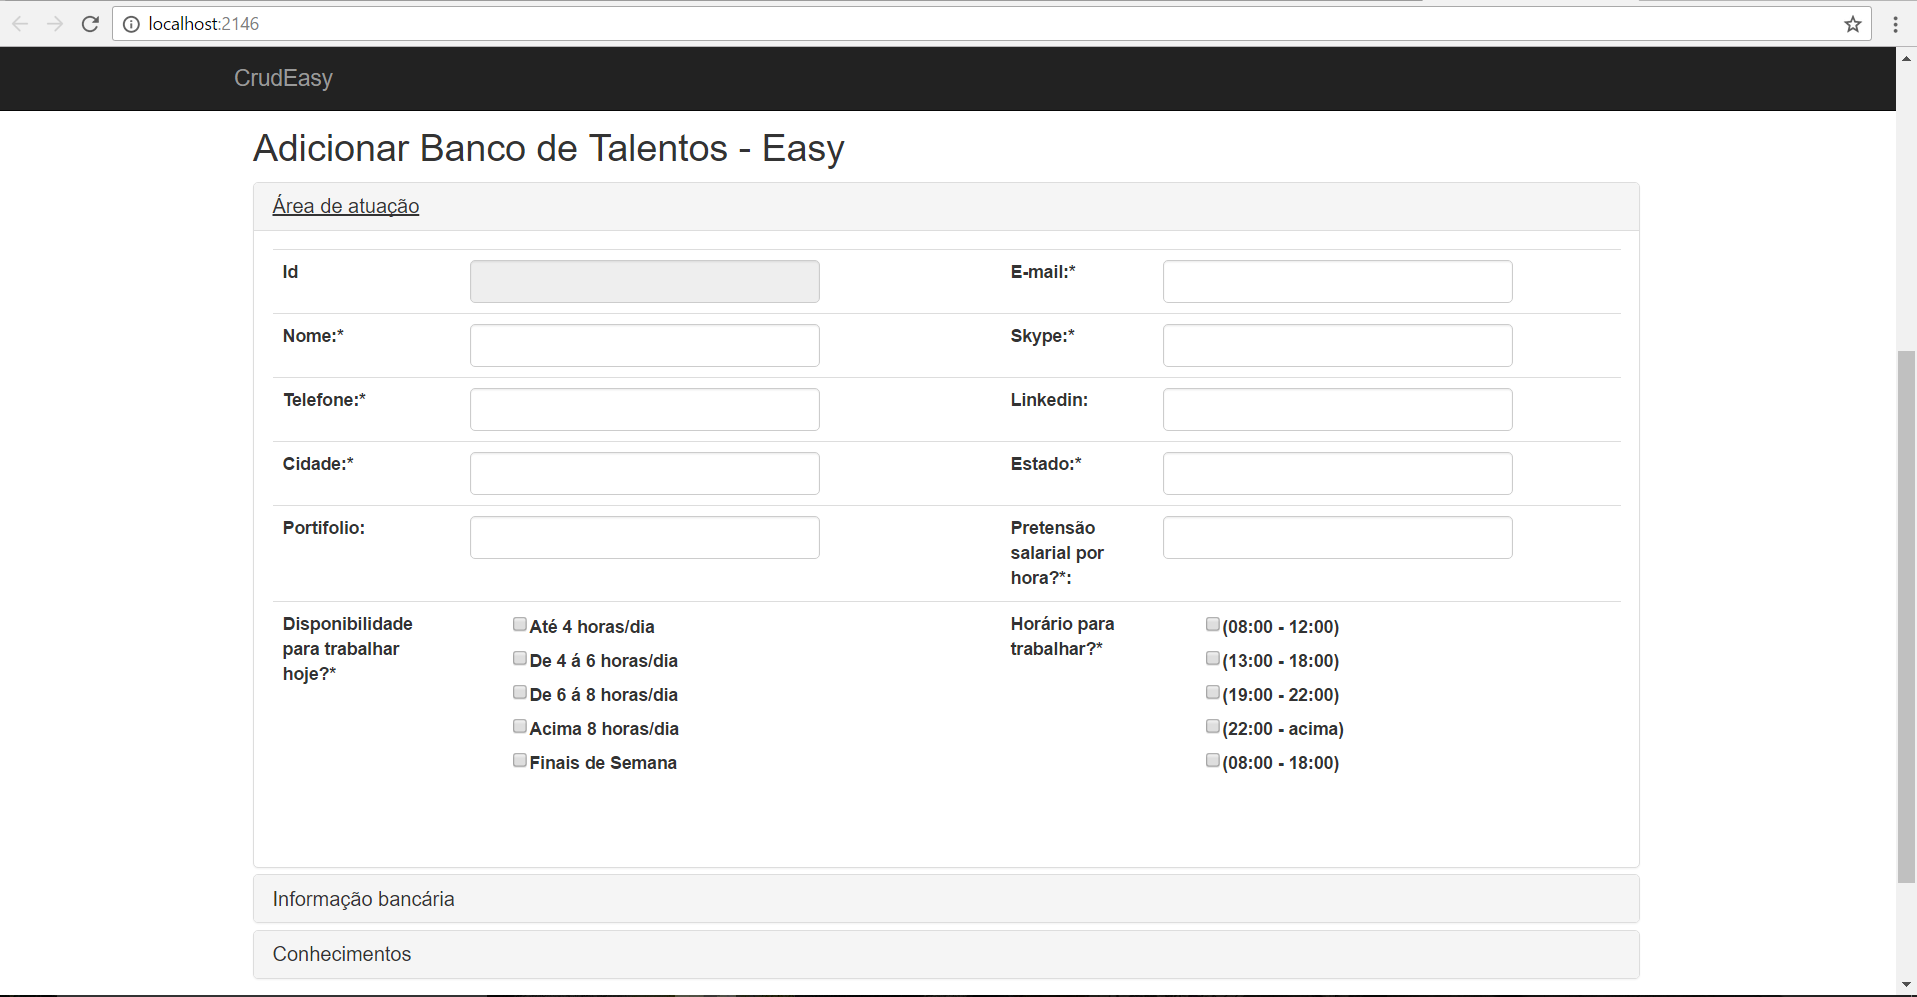 localhost:2146
CrudEasy
Adicionar Banco de Talentos - Easy
Área de atuação
Id
E-mail:*
Nome:*
Skype:*
Telefone:*
Linkedin:
Cidade:*
Estado:*
Portifolio:
Pretensão
salarial por
hora?*:
Disponibilidade
para trabalhar
hoje?*
Até 4 horas/dia
De 4 á 6 horas/dia
De 6 á 8 horas/dia
Acima 8 horas/dia
Finais de Semana
Horário para
trabalhar?*
(08:00 - 12:00)
(13:00 - 18:00)
(19:00 - 22:00)
(22:00 - acima)
(08:00 - 18:00)
Informação bancária
Conhecimentos